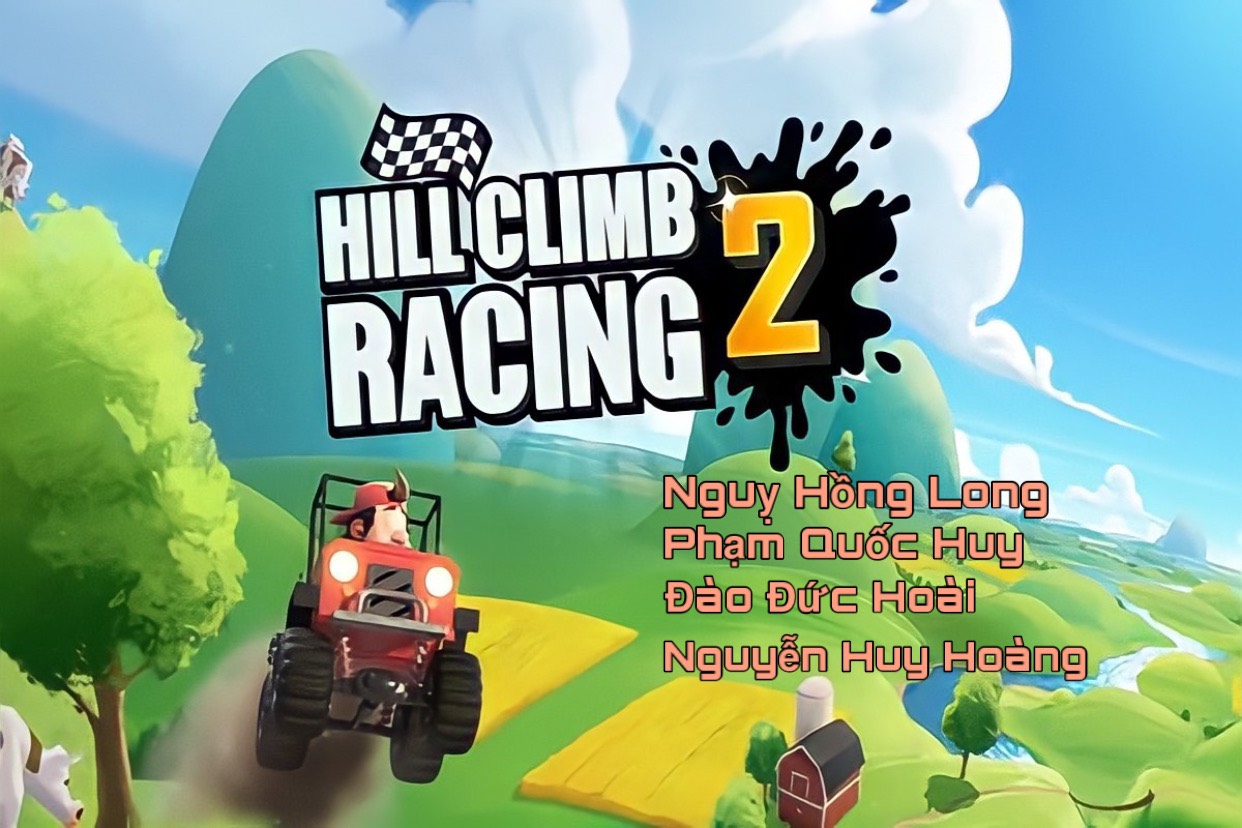 HILL CLIMB
RACING 2
Nguỵ Hồng Long
Phạm Quốc Huy
Đào Đức Hoài
Nguyễn Huy Hoàng